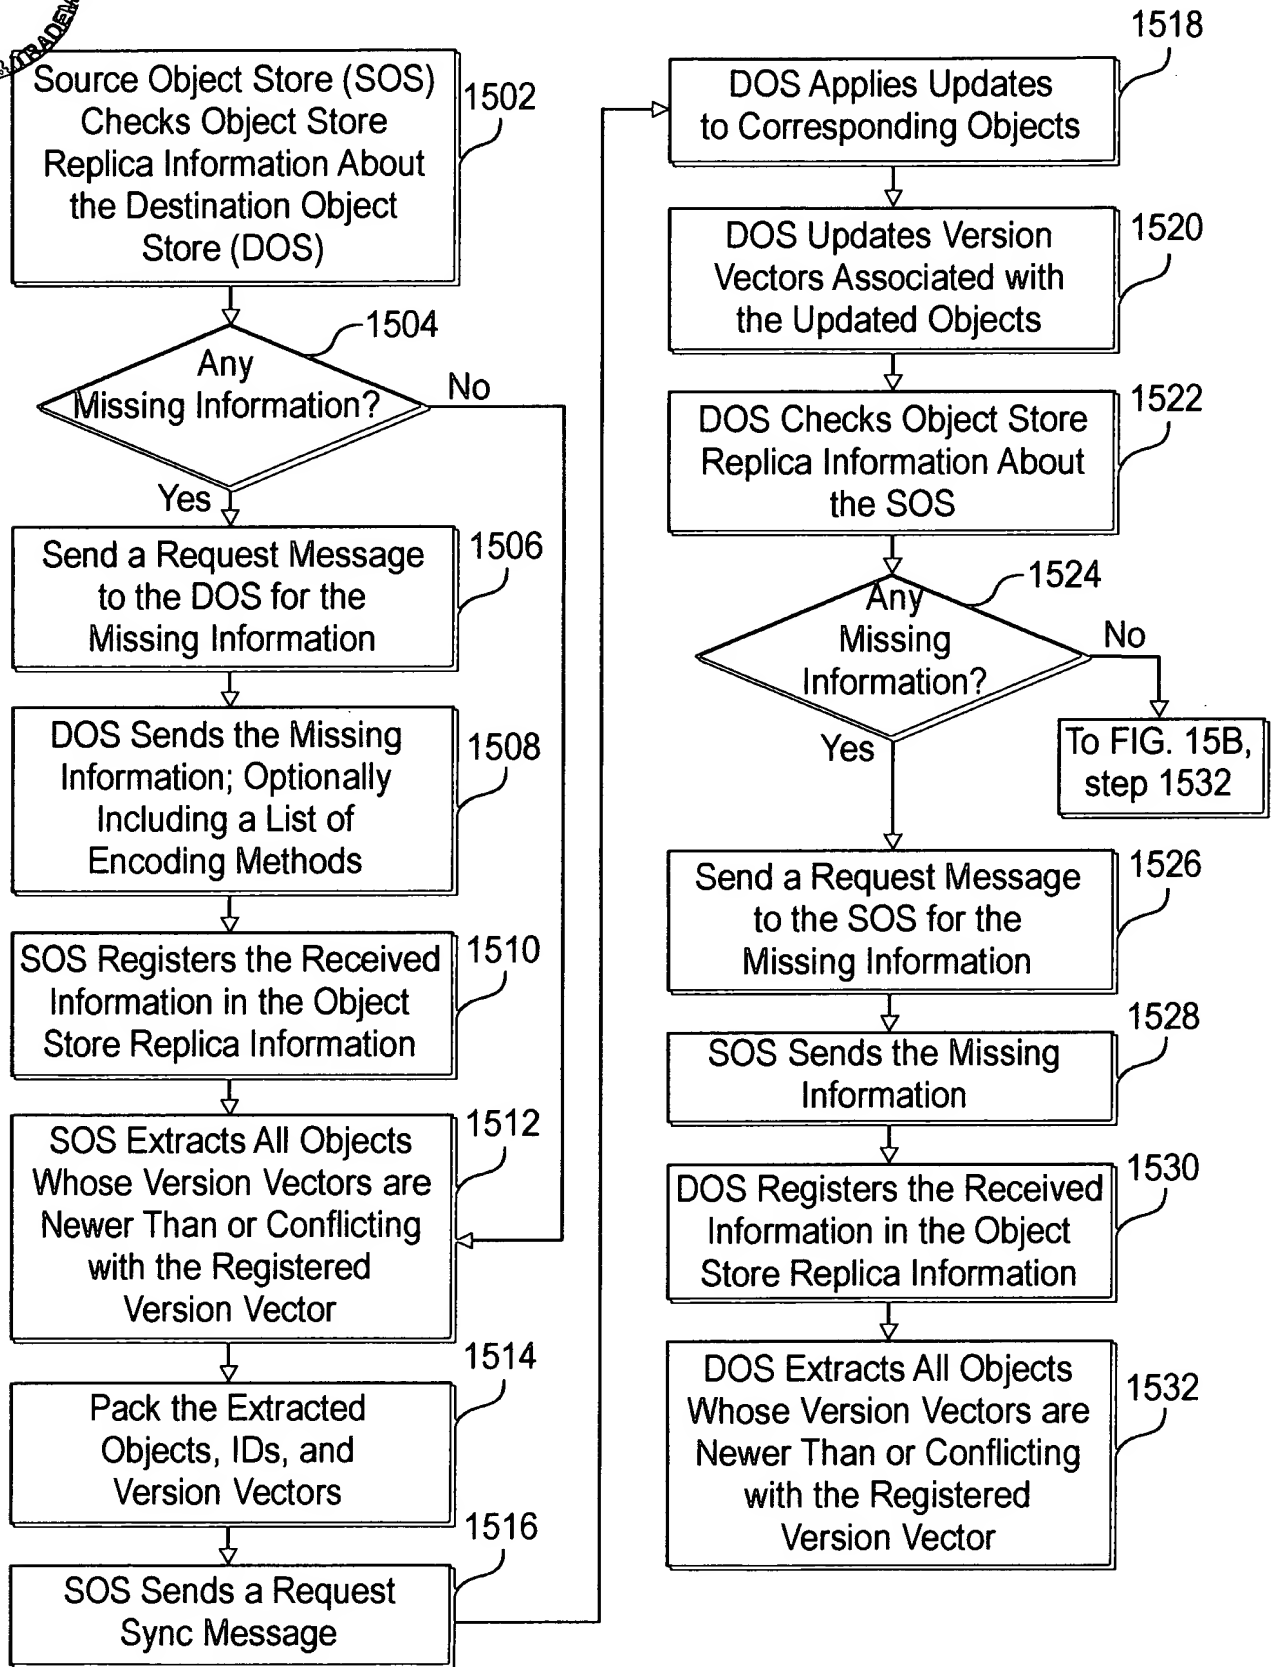 TRADEM
Source Object Store (SOS)
Checks Object Store
Replica Information About
the Destination Object
Store (DOS)
1502
1504
Any
Missing Information?
No
Yes
Send a Request Message
to the DOS for the
Missing Information
1506
DOS Sends the Missing
Information; Optionally
Including a List of
Encoding Methods
1508
SOS Registers the Received
Information in the Object
Store Replica Information
1510
SOS Extracts All Objects
Whose Version Vectors are
Newer Than or Conflicting
with the Registered
Version Vector
1512
Pack the Extracted
Objects, IDs, and
Version Vectors
1514
SOS Sends a Request
Sync Message
1516
DOS Applies Updates
to Corresponding Objects
1518
DOS Updates Version
Vectors Associated with
the Updated Objects
1520
DOS Checks Object Store
Replica Information About
the SOS
1522
1524
Any
Missing
Information?
No
Yes
To FIG. 15B,
step 1532
Send a Request Message
to the SOS for the
Missing Information
1526
SOS Sends the Missing
Information
1528
DOS Registers the Received
Information in the Object
Store Replica Information
1530
DOS Extracts All Objects
Whose Version Vectors are
Newer Than or Conflicting
with the Registered
Version Vector
1532